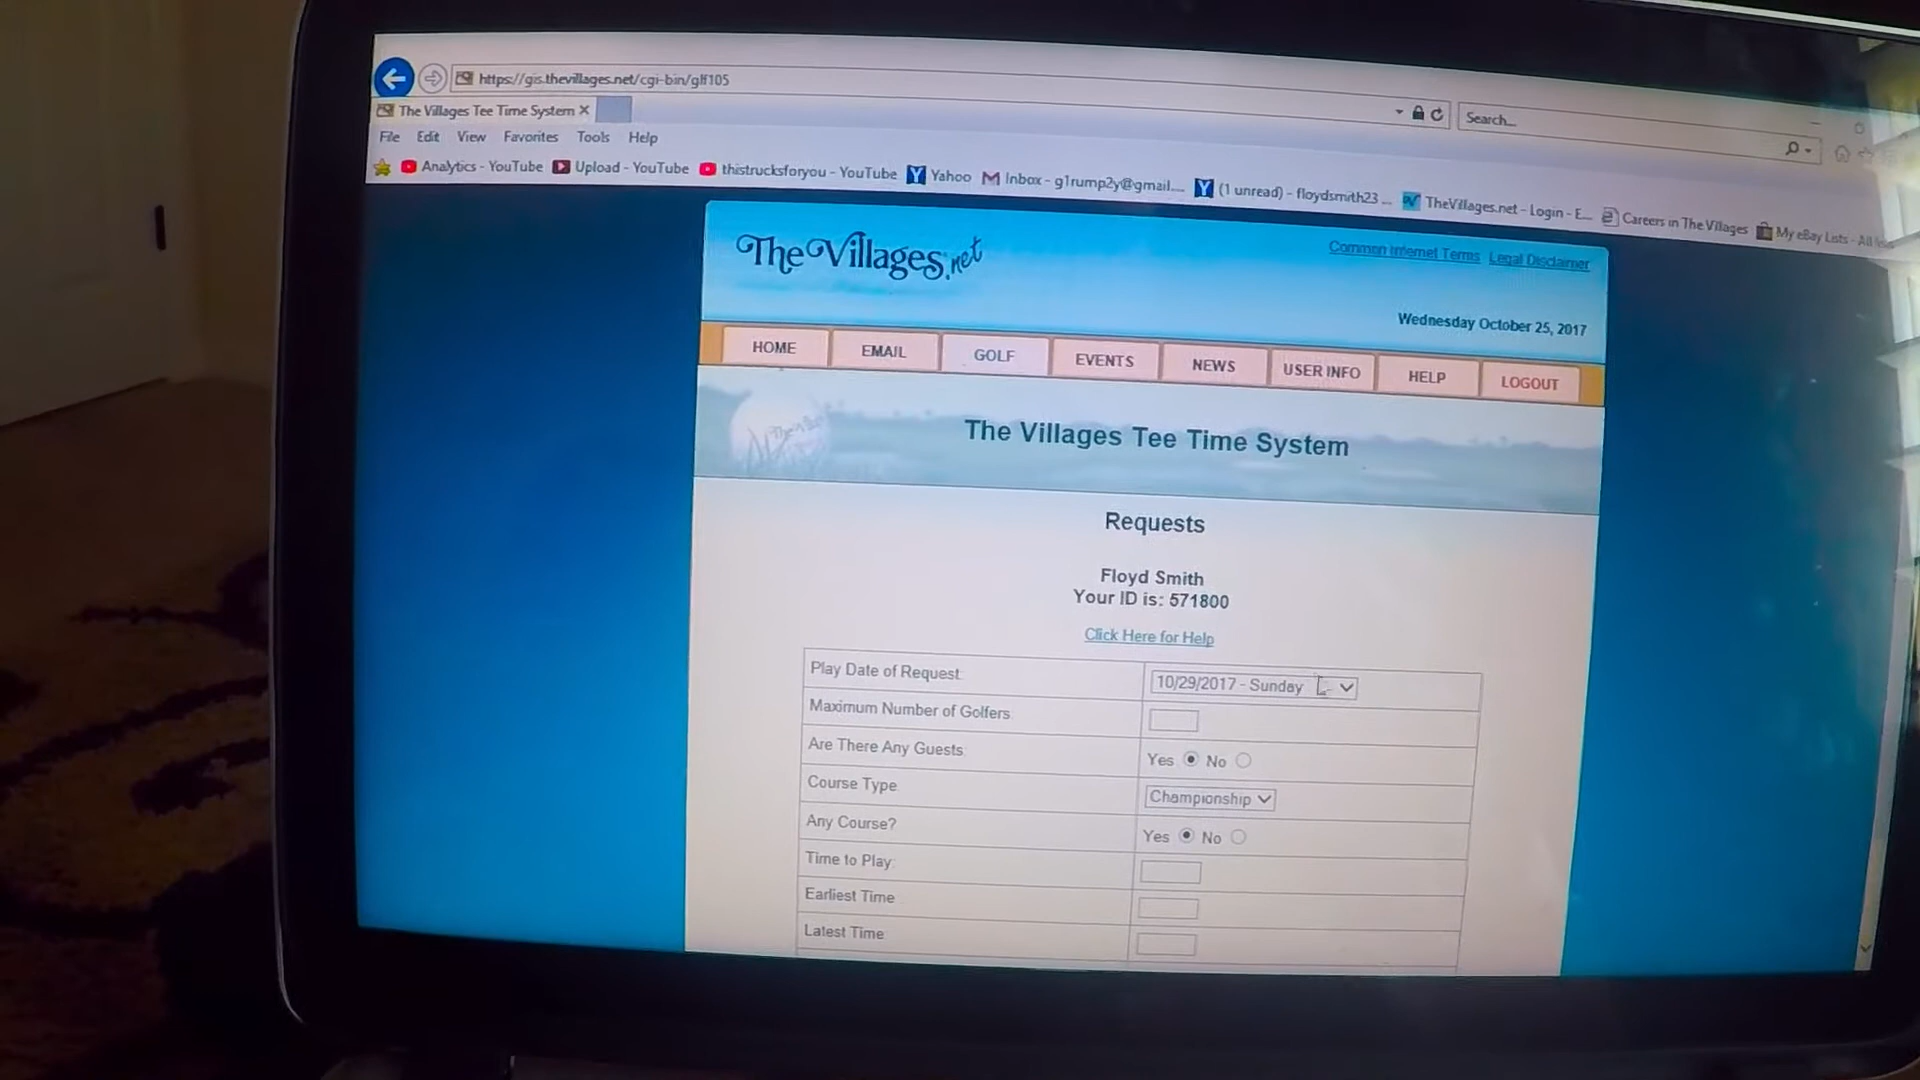 https://gis.thevillages.net/cgi-bin/glf105
Search...
The Villages Tee Time System
File Edit View Favorites Tools Help
Analytics - YouTube Upload - YouTube thistrucksforyou - YouTube Yahoo Inbox - g1rump2y@gmail.... (1 unread) - floydsmith23 ... TheVillages.net - Login - E... Careers in The Villages My eBay Lists - All
TheVillages.net
Common Internet Terms Legal Disclaimer
Wednesday October 25, 2017
HOME EMAIL GOLF EVENTS NEWS USER INFO HELP LOGOUT
The Villages Tee Time System
Requests
Floyd Smith
Your ID is: 571800
Click Here for Help
Play Date of Request: 10/29/2017 - Sunday
Maximum Number of Golfers
Are There Any Guests Yes No
Course Type Championship
Any Course? Yes No
Time to Play
Earliest Time
Latest Time